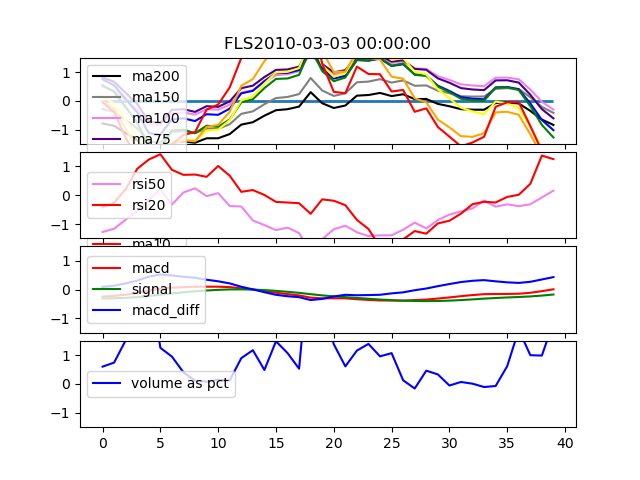 FLS2010-03-03 00:00:00
1
0
−1
ma200
ma150
ma100
ma75
1
0
−1
rsi50
rsi20
ma10
1
0
−1
macd
signal
macd_diff
1
0
−1
volume as pct
0 5 10 15 20 25 30 35 40